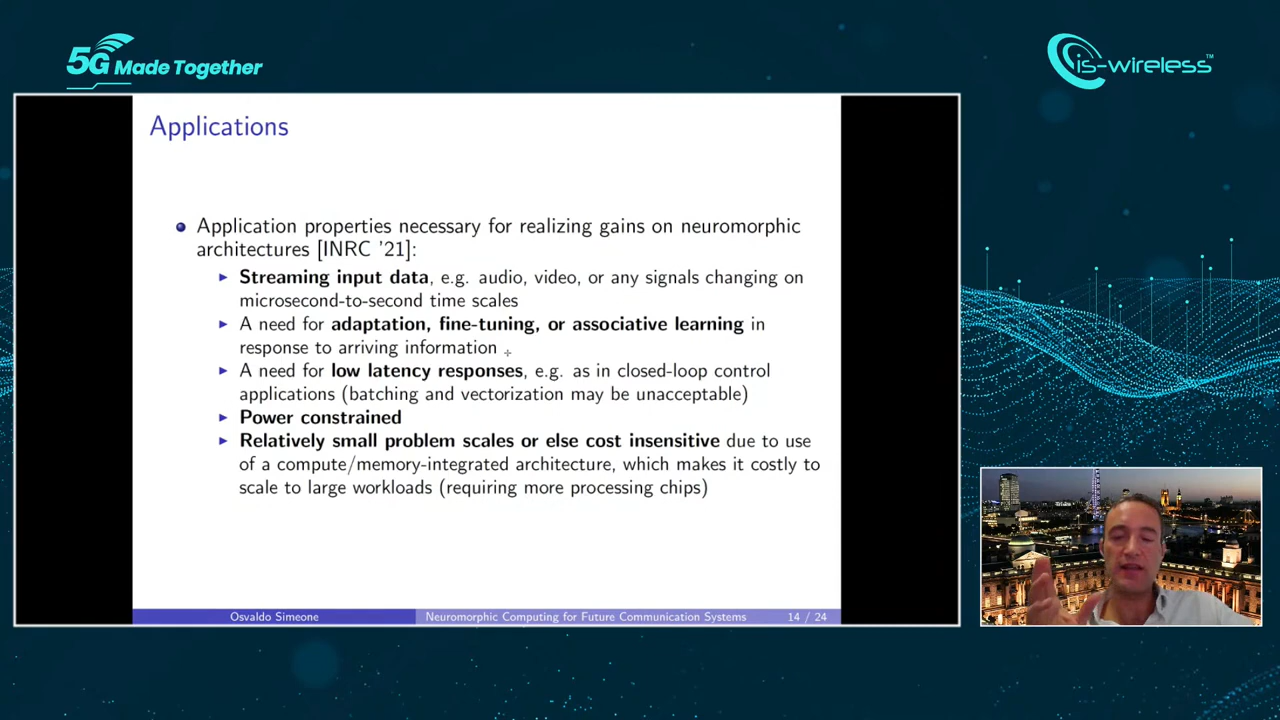 5G Made Together
is-wireless™
Applications
Application properties necessary for realizing gains on neuromorphic
architectures [INRC '21]:
Streaming input data, e.g. audio, video, or any signals changing on
microsecond-to-second time scales
A need for adaptation, fine-tuning, or associative learning in
response to arriving information
A need for low latency responses, e.g. as in closed-loop control
applications (batching and vectorization may be unacceptable)
Power constrained
Relatively small problem scales or else cost insensitive due to use
of a compute/memory-integrated architecture, which makes it costly to
scale to large workloads (requiring more processing chips)
Osvaldo Simeone
Neuromorphic Computing for Future Communication Systems
14 / 24